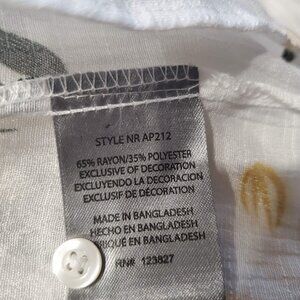 STYLE NR AP212
65% RAYON/35% POLYESTER
EXCLUSIVE OF DECORATION
EXCLUYENDO LA DECORACION
EXCLUSIF DE DÉCORATION
MADE IN BANGLADESH
HECHO EN BANGLADESH
RIQUÉ EN BANGLADESH
RN# 123827